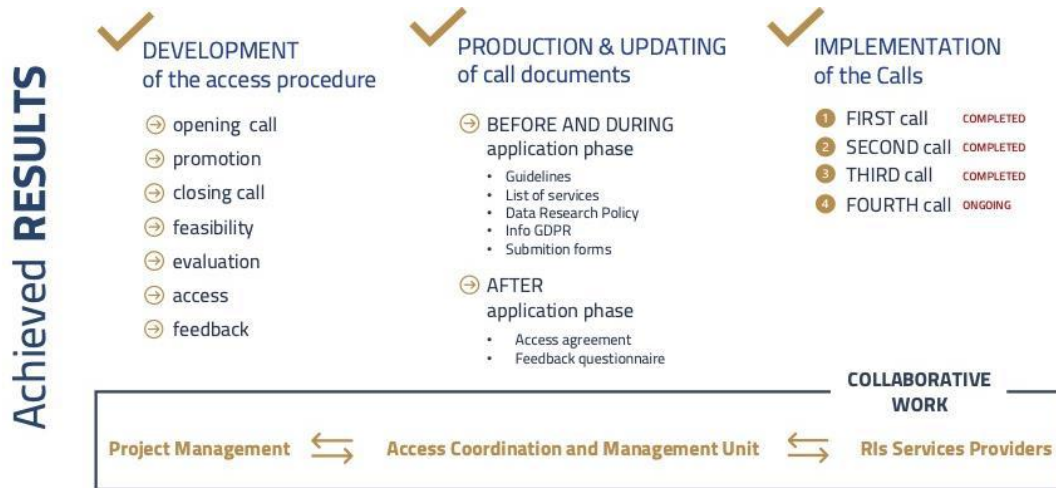 Achieved RESULTS
DEVELOPMENT
of the access procedure
opening call
promotion
closing call
feasibility
evaluation
access
feedback
PRODUCTION & UPDATING
of call documents
BEFORE AND DURING
application phase
• Guidelines
• List of services
• Data Research Policy
• Info GDPR
• Submition forms
AFTER
application phase
• Access agreement
• Feedback questionnaire
IMPLEMENTATION
of the Calls
1 FIRST call COMPLETED
2 SECOND call COMPLETED
3 THIRD call COMPLETED
4 FOURTH call ONGOING
COLLABORATIVE
WORK
Project Management Access Coordination and Management Unit RIs Services Providers